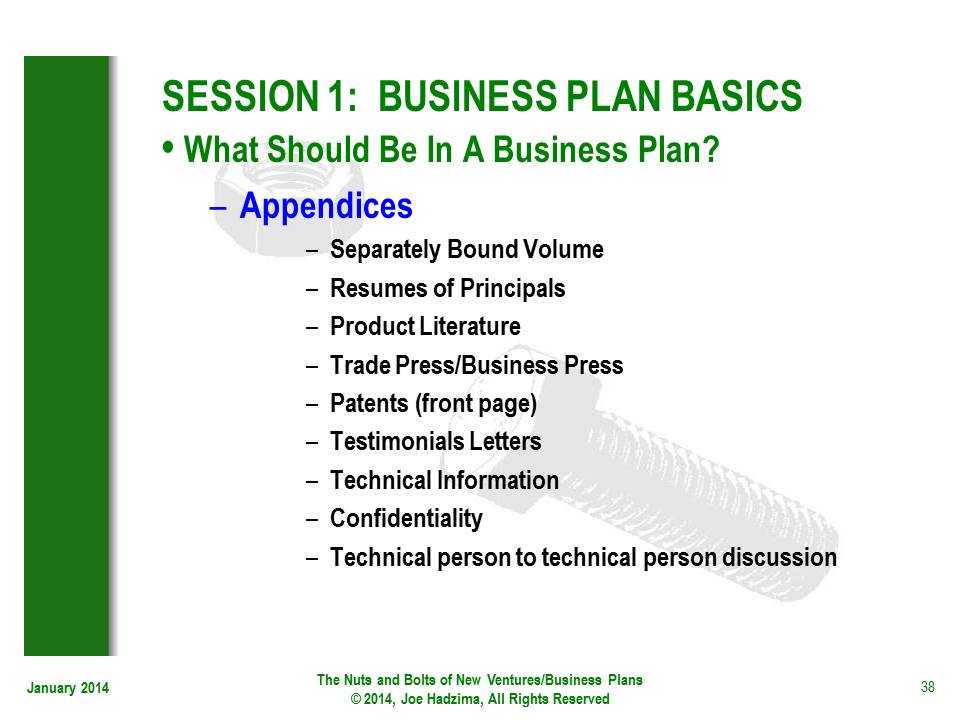 SESSION 1: BUSINESS PLAN BASICS
• What Should Be In A Business Plan?
– Appendices
– Separately Bound Volume
– Resumes of Principals
– Product Literature
– Trade Press/Business Press
– Patents (front page)
– Testimonials Letters
– Technical Information
– Confidentiality
– Technical person to technical person discussion
January 2014
The Nuts and Bolts of New Ventures/Business Plans
© 2014, Joe Hadzima, All Rights Reserved
38